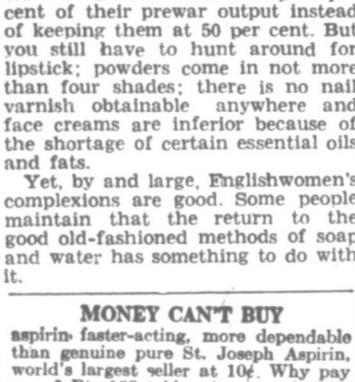 cent of their prewar output instead
of keeping them at 50 per cent. But
you still have to hunt around for
lipstick; powders come in not more
than four shades; there is no nail
varnish obtainable anywhere and
face creams are inferior because of
the shortage of certain essential oils
and fats.
Yet, by and large, Englishwomen's
complexions are good. Some people
maintain that the return to the
good old-fashioned methods of soap
and water has something to do with
it.
MONEY CAN'T BUY
aspirin faster-acting, more dependable
than genuine pure St. Joseph Aspirin,
world's largest seller at 10¢. Why pay